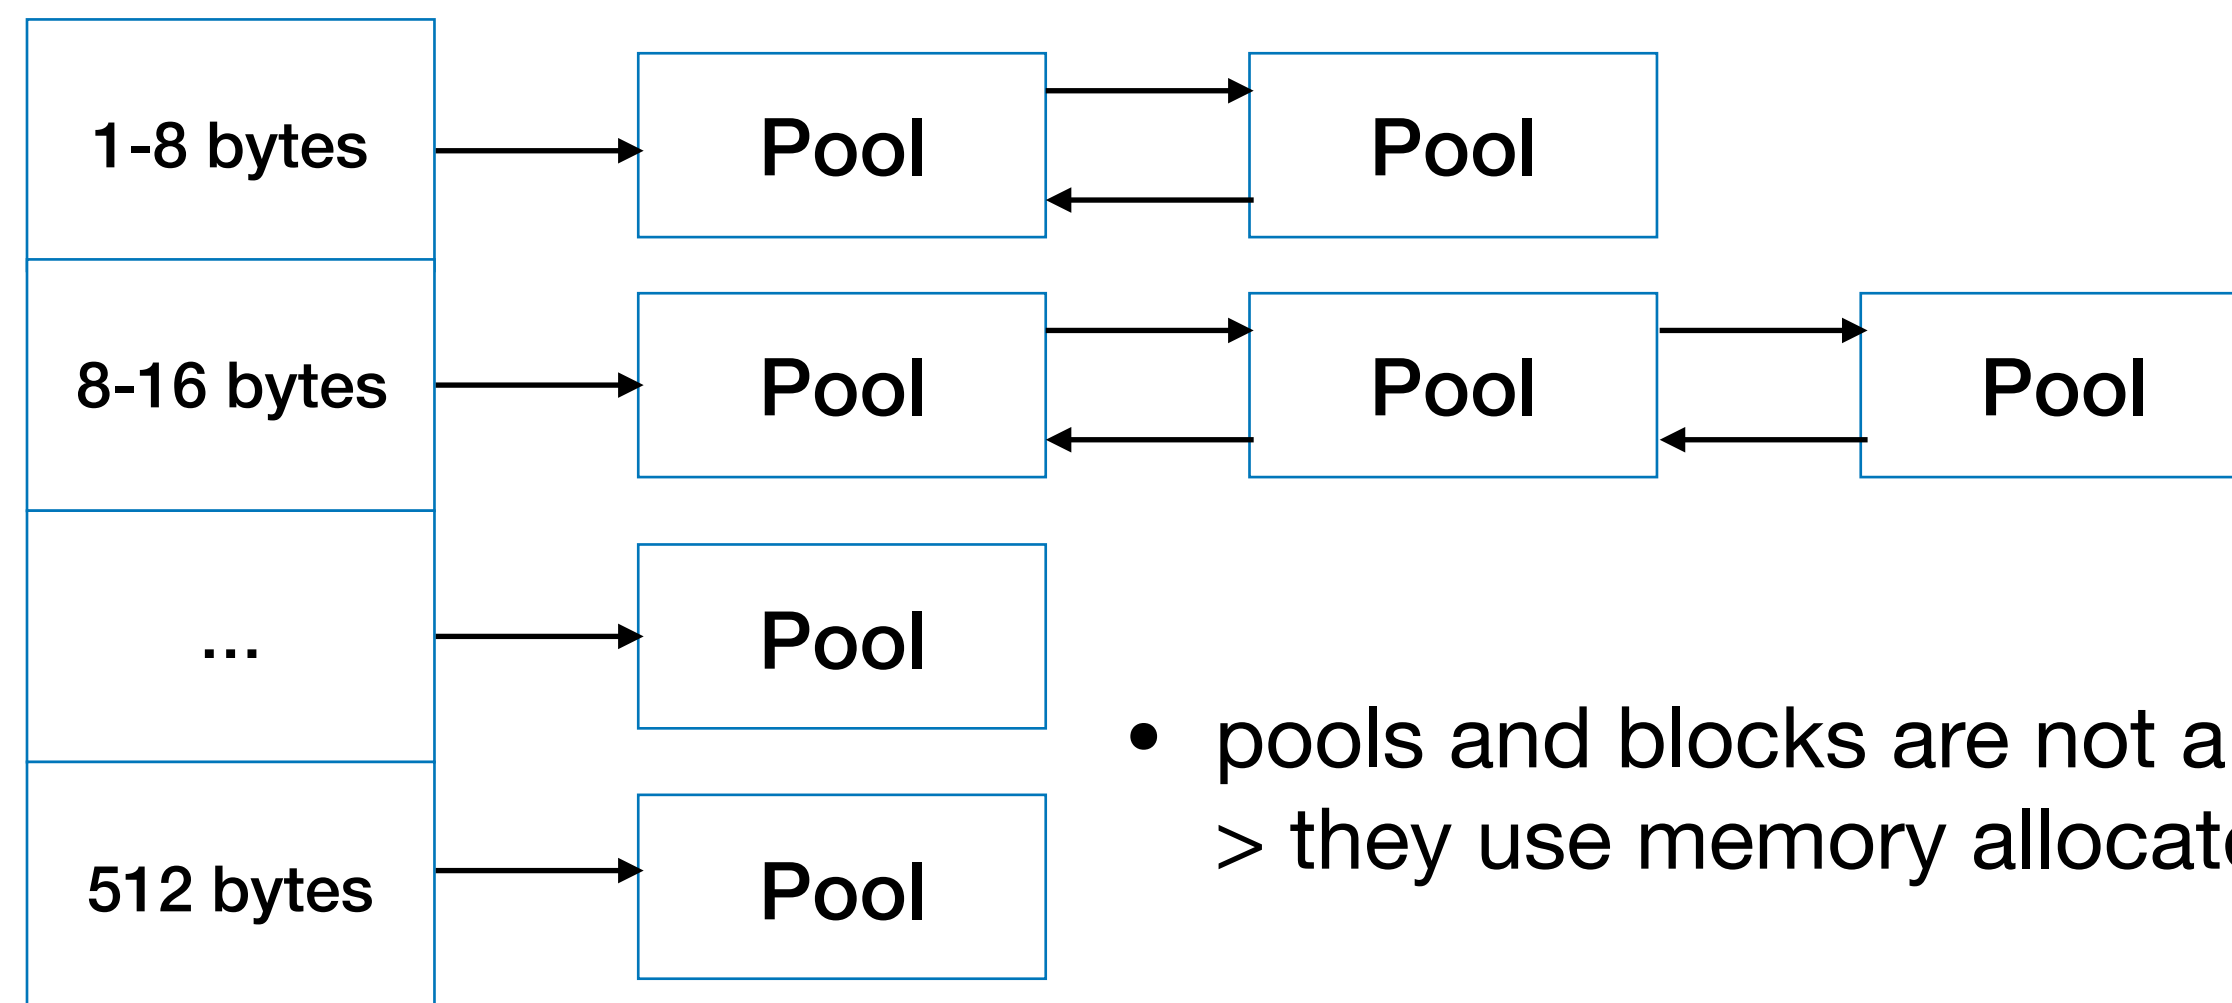 1-8 bytes
Pool
Pool
8-16 bytes
Pool
Pool
Pool
...
Pool
pools and blocks are not a
> they use memory
512 bytes
Pool